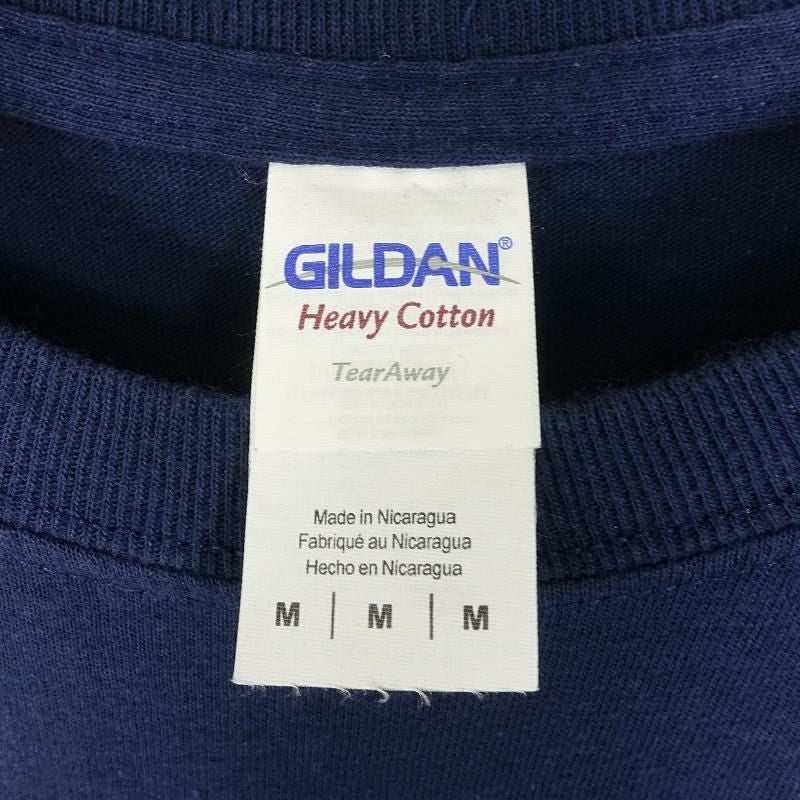 GILDAN®
Heavy Cotton
TearAway
Made in Nicaragua
Fabriqué au Nicaragua
Hecho en Nicaragua
M | M | M